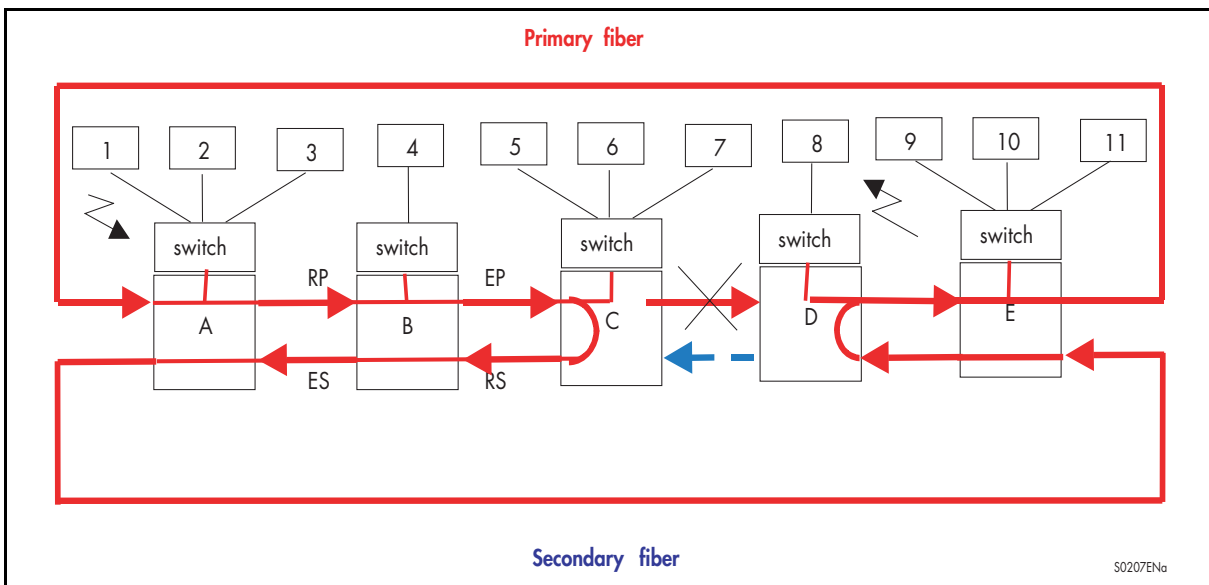 Primary fiber
1 2 3 4 5 6 7 8 9 10 11
switch switch switch switch switch
RP EP
A B C D E
ES RS
Secondary fiber
S0207ENa